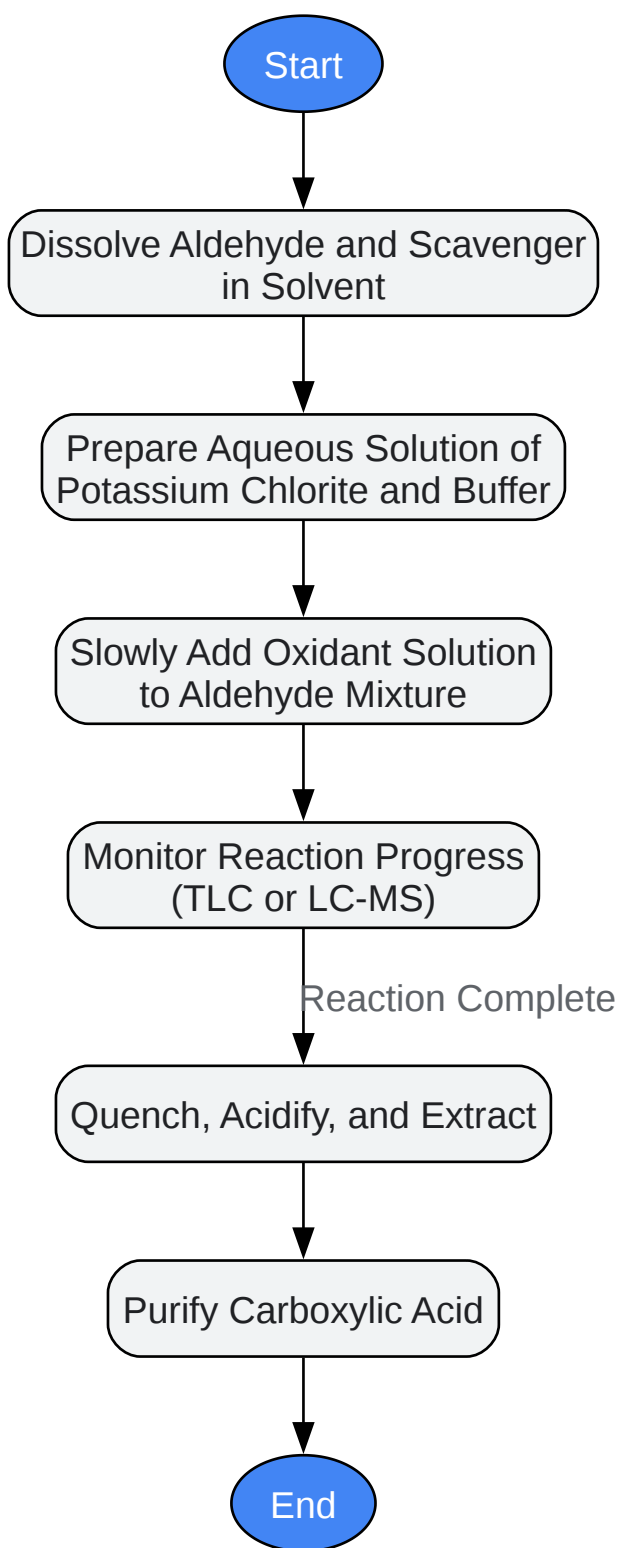 Start
Dissolve Aldehyde and Scavenger
in Solvent
Prepare Aqueous Solution of
Potassium Chlorite and Buffer
Slowly Add Oxidant Solution
to Aldehyde Mixture
Monitor Reaction Progress
(TLC or LC-MS)
Reaction Complete
Quench, Acidify, and Extract
Purify Carboxylic Acid
End